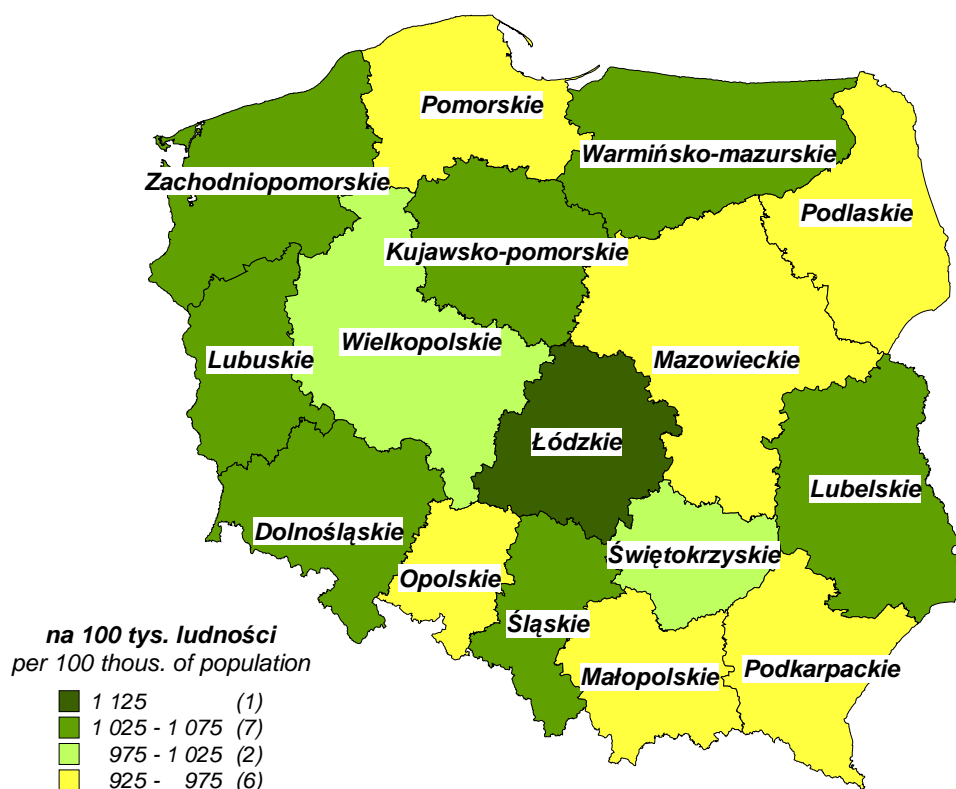 Pomorskie
Warmińsko-mazurskie
Zachodniopomorskie
Podlaskie
Kujawsko-pomorskie
Wielkopolskie
Lubuskie
Mazowieckie
Łódzkie
Lubelskie
Dolnośląskie
Świętokrzyskie
Opolskie
Śląskie
Małopolskie
Podkarpackie
na 100 tys. ludności
per 100 thous. of population
1 125 (1)
1 025 - 1 075 (7)
975 - 1 025 (2)
925 - 975 (6)